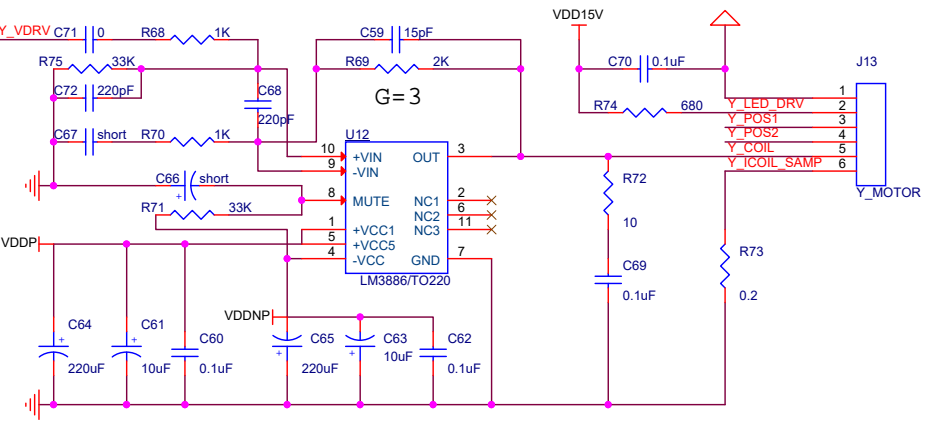 VDD15V
Y_VDRV C71 0 R68 1K C59 15pF
R75 33K R69 2K C70 0.1uF J13
C72 220pF C68 G=3
220pF R74 680 1
Y_LED_DRV 2
C67 short R70 1K U12 Y_POS1 3
Y_POS2 4
10 +VIN OUT 3 Y_COIL 5
9 -VIN Y_ICOIL_SAMP 6
C66 + short R72 Y_MOTOR
8 MUTE NC1 2
R71 33K NC2 6 10
1 +VCC1 NC3 11
VDDP 5 +VCC5
4 -VCC GND 7 R73
LM3886/TO220 C69
0.1uF 0.2
VDDNP
C64 C61 C60 C65 C63 C62
+ + + +
220uF 10uF 0.1uF 220uF 10uF 0.1uF